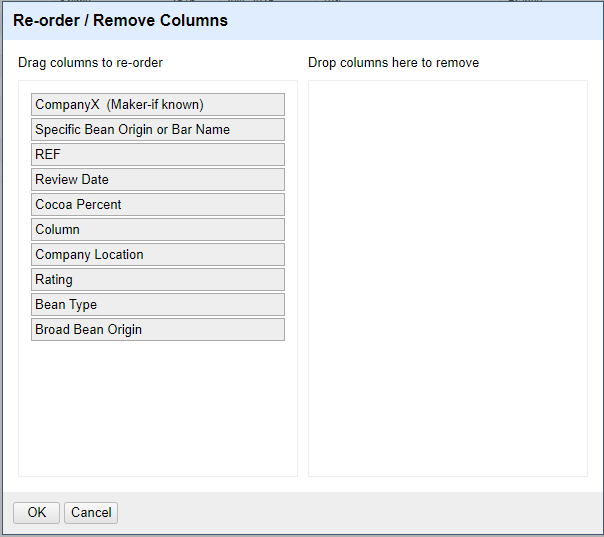 Re-order / Remove Columns
Drag columns to re-order
Drop columns here to remove
CompanyX  (Maker-if known)
Specific Bean Origin or Bar Name
REF
Review Date
Cocoa Percent
Column
Company Location
Rating
Bean Type
Broad Bean Origin
OK
Cancel